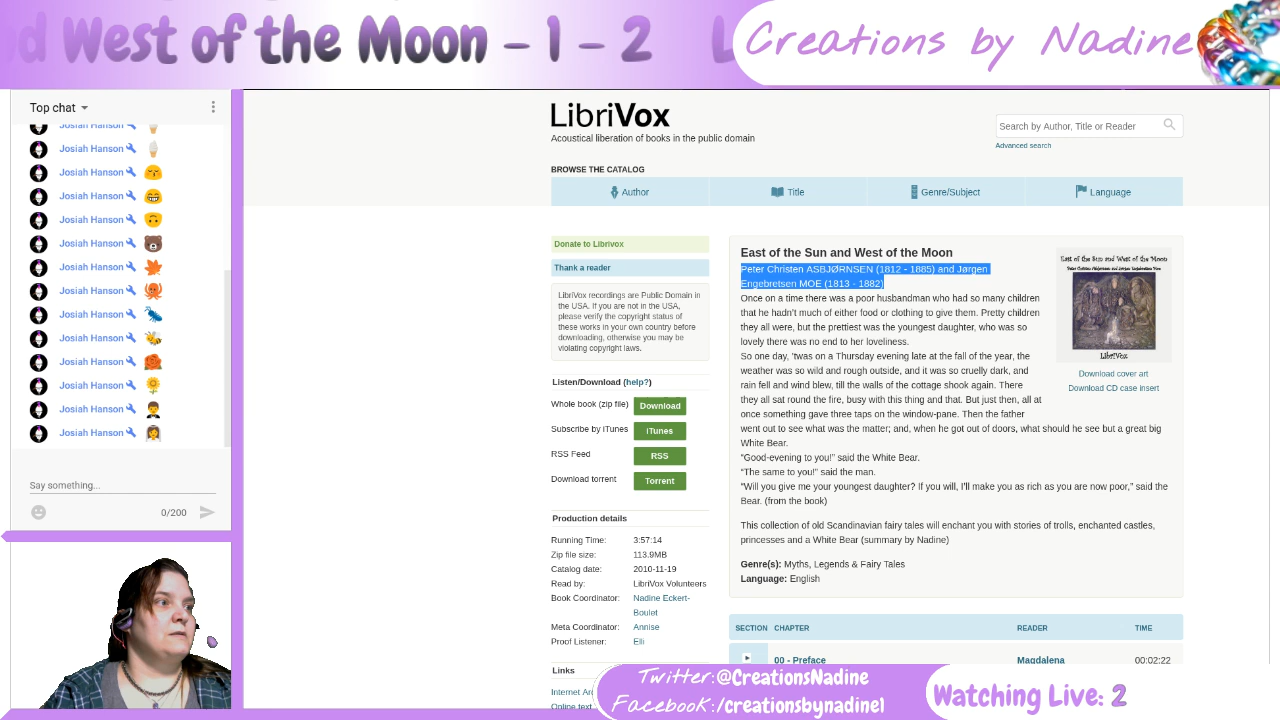 d West of the Moon - 1 - 2 L
Creations by Nadine
Top chat
Josiah Hanson
Josiah Hanson
Josiah Hanson
Josiah Hanson
Josiah Hanson
Josiah Hanson
Josiah Hanson
Josiah Hanson
Josiah Hanson
Josiah Hanson
Josiah Hanson
Josiah Hanson
Josiah Hanson
Josiah Hanson
Say something...
0/200
LibriVox
Acoustical liberation of books in the public domain
Search by Author, Title or Reader
Advanced search
BROWSE THE CATALOG
Author Title Genre/Subject Language
Donate to Librivox
Thank a reader
LibriVox recordings are Public Domain in
the USA. If you are not in the USA,
please verify the copyright status of
these works in your own country before
downloading, otherwise you may be
violating copyright laws.
Listen/Download (help?)
Whole book (zip file) Download
Subscribe by iTunes iTunes
RSS Feed RSS
Download torrent Torrent
Production details
Running Time: 3:57:14
Zip file size: 113.9MB
Catalog date: 2010-11-19
Read by: LibriVox Volunteers
Book Coordinator: Nadine Eckert-
Boulet
Meta Coordinator: Annise
Proof Listener: Elli
Links
Internet Ar
Online text
East of the Sun and West of the Moon
Peter Christen ASBJØRNSEN (1812 - 1885) and Jørgen
Engebretsen MOE (1813 - 1882)
Once on a time there was a poor husbandman who had so many children
that he hadn't much of either food or clothing to give them. Pretty children
they all were, but the prettiest was the youngest daughter, who was so
lovely there was no end to her loveliness.
So one day, 'twas on a Thursday evening late at the fall of the year, the
weather was so wild and rough outside, and it was so cruelly dark, and
rain fell and wind blew, till the walls of the cottage shook again. There
they all sat round the fire, busy with this thing and that. But just then, all at
once something gave three taps on the window-pane. Then the father
went out to see what was the matter; and, when he got out of doors, what should he see but a great big
White Bear.
“Good-evening to you!” said the White Bear.
“The same to you!” said the man.
“Will you give me your youngest daughter? If you will, I'll make you as rich as you are now poor,” said the
Bear. (from the book)
This collection of old Scandinavian fairy tales will enchant you with stories of trolls, enchanted castles,
princesses and a White Bear (summary by Nadine)
Genre(s): Myths, Legends & Fairy Tales
Language: English
East of the Sun and West of the Moon
LibriVox
Download cover art
Download CD case insert
SECTION CHAPTER READER TIME
00 - Preface Magdalena 00:02:22
Twitter:@CreationsNadine
Facebook:/creationsbynadine1
Watching Live: 2